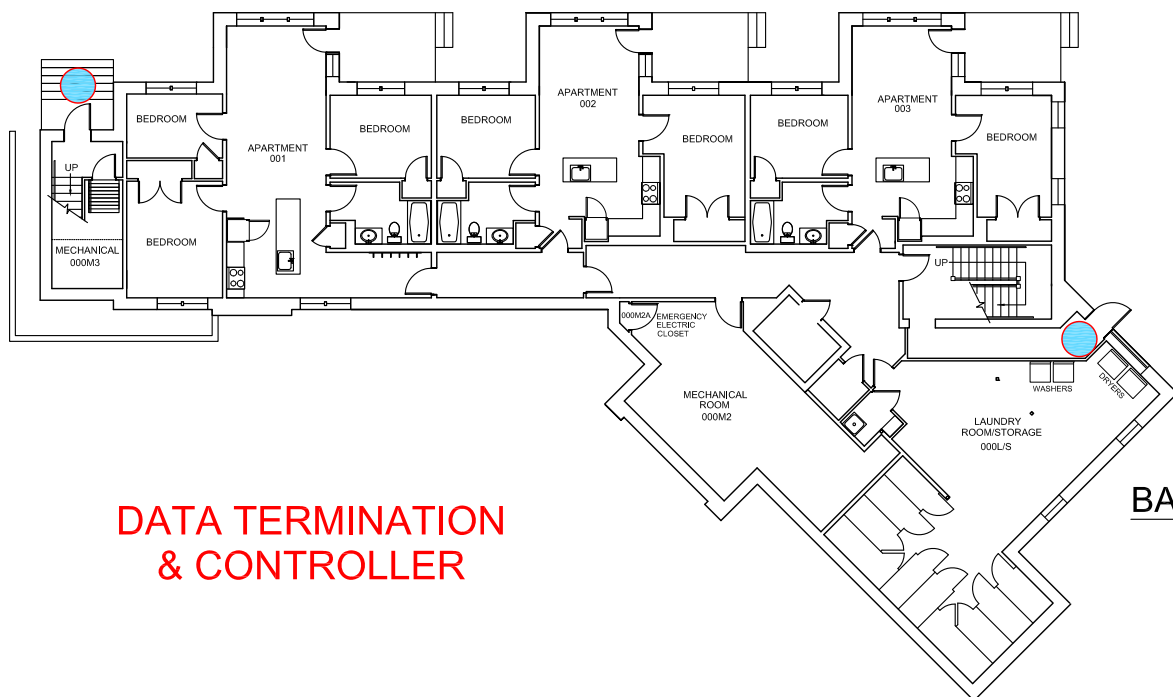 APARTMENT
002
APARTMENT
003
BEDROOM
BEDROOM
BEDROOM
BEDROOM
BEDROOM
BEDROOM
APARTMENT
001
UP
BEDROOM
MECHANICAL
000M3
UP
000M2A
EMERGENCY
ELECTRIC
CLOSET
WASHERS
DRYERS
MECHANICAL
ROOM
000M2
LAUNDRY
ROOM/STORAGE
000L/S
BA
DATA TERMINATION
& CONTROLLER